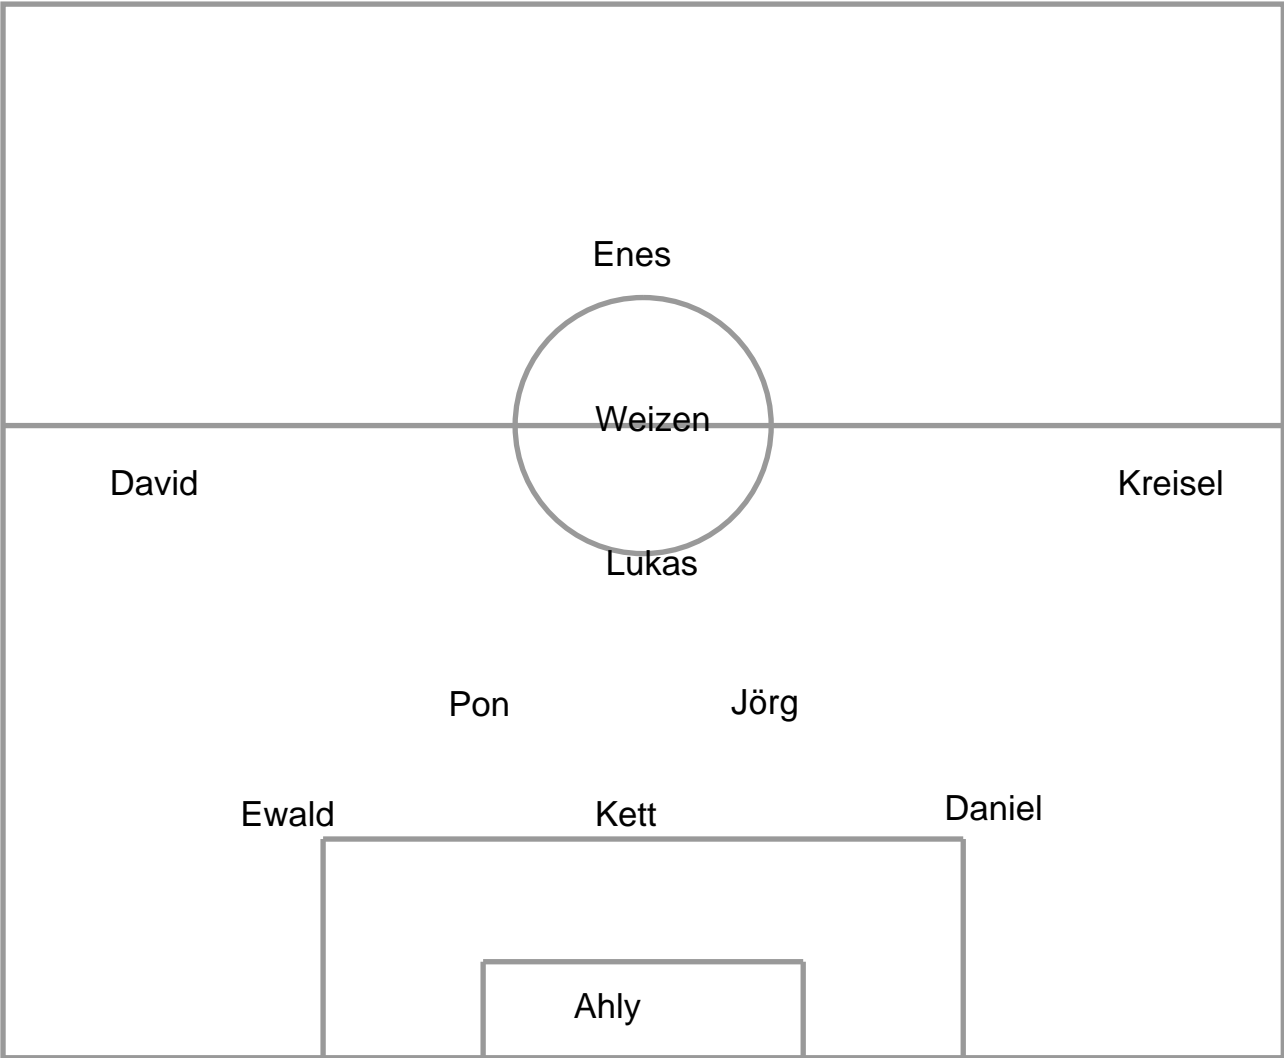 Enes
Weizen
David
Kreisel
Lukas
Pon
Jörg
Ewald
Kett
Daniel
Ahly